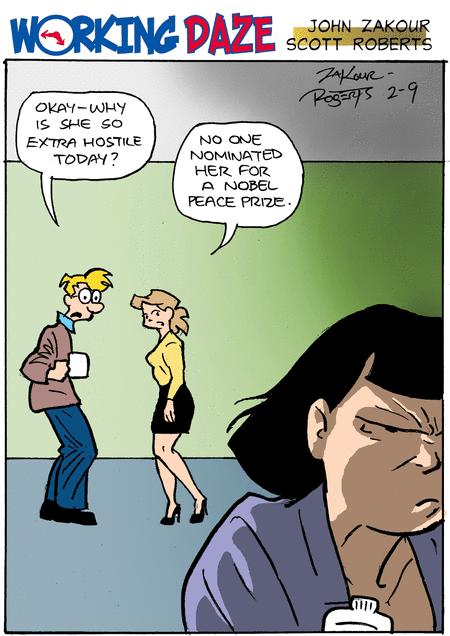 WORKING DAZE
JOHN ZAKOUR
SCOTT ROBERTS
ZAKOUR-
ROBERTS 2-9
OKAY-WHY
IS SHE SO
EXTRA HOSTILE
TODAY?
NO ONE
NOMINATED
HER FOR
A NOBEL
PEACE PRIZE.